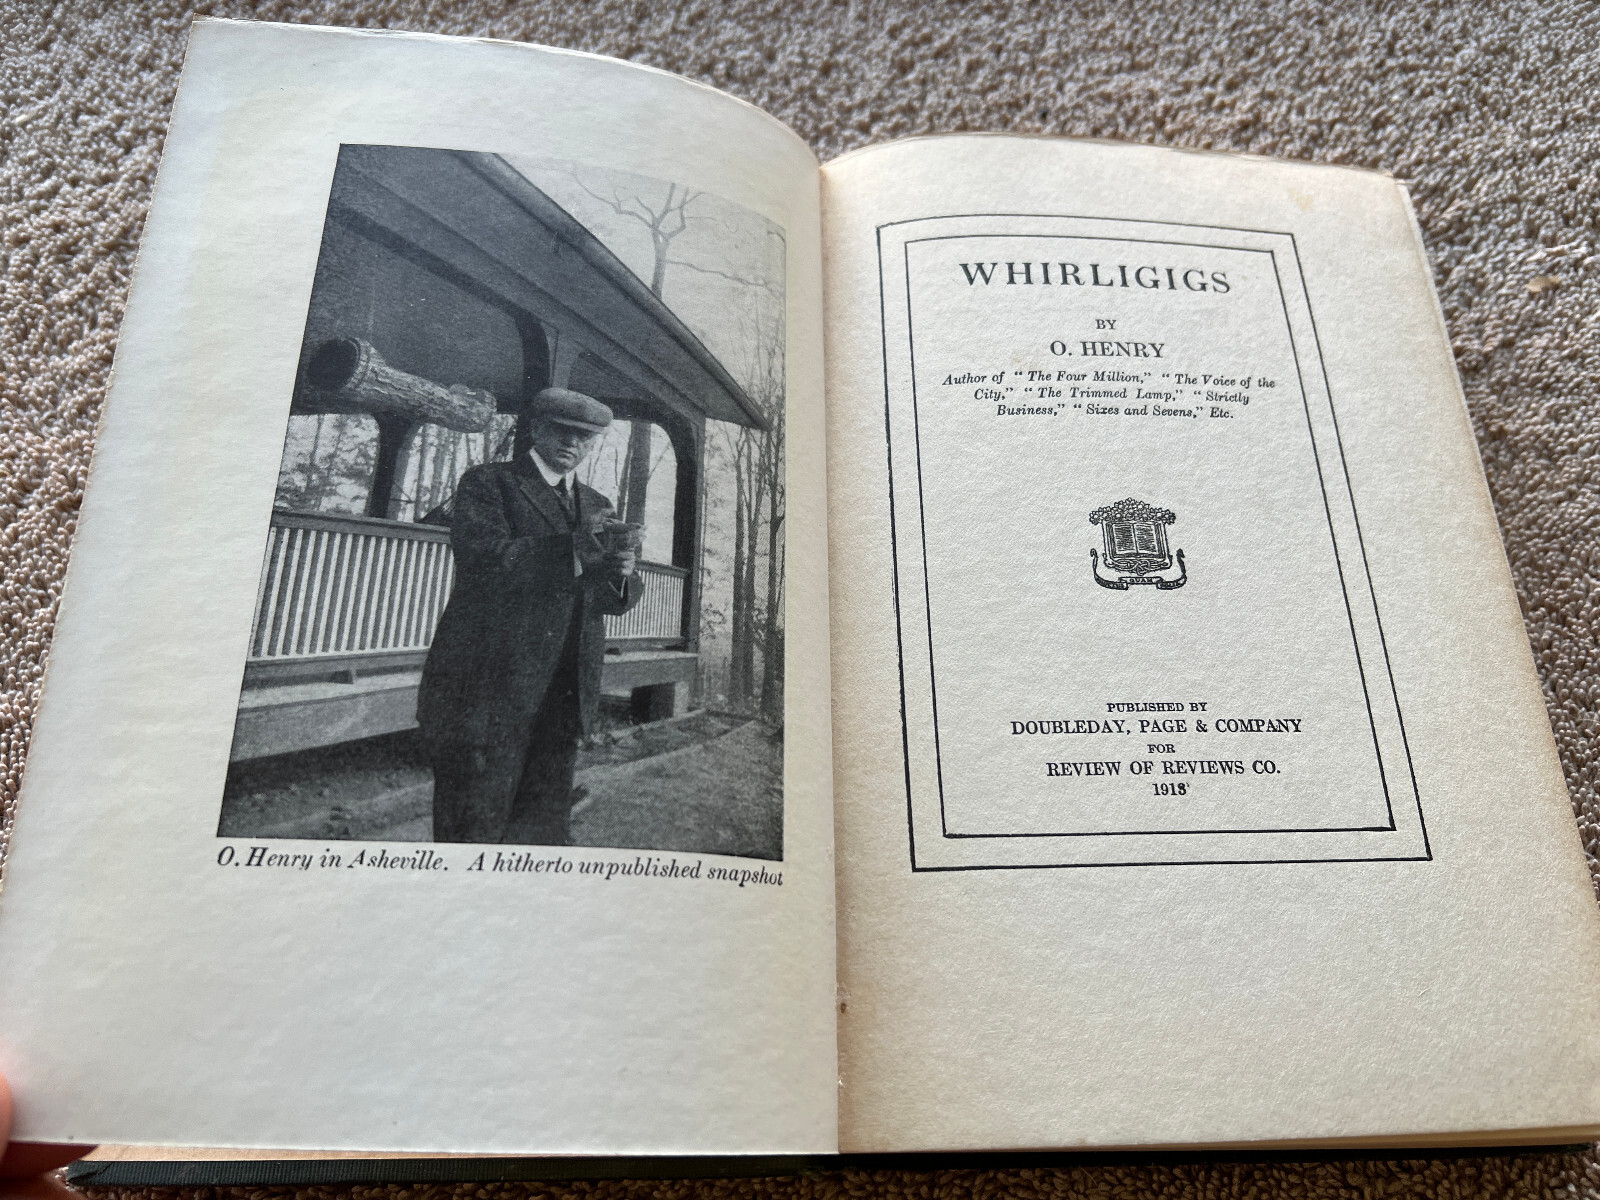 O. Henry in Asheville. A hitherto unpublished snapshot
WHIRLIGIGS
BY
O. HENRY
Author of " The Four Million," " The Voice of the
City," " The Trimmed Lamp," " Strictly
Business," " Sixes and Sevens," Etc.
QUAM
PUBLISHED BY
DOUBLEDAY, PAGE & COMPANY
FOR
REVIEW OF REVIEWS CO.
1918